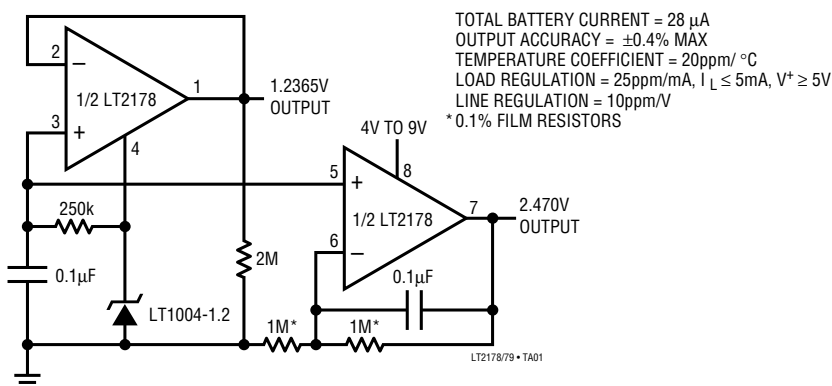 TOTAL BATTERY CURRENT = 28 µA
OUTPUT ACCURACY = ±0.4% MAX
TEMPERATURE COEFFICIENT = 20ppm/ °C
LOAD REGULATION = 25ppm/mA, I L ≤ 5mA, V+ ≥ 5V
LINE REGULATION = 10ppm/V
* 0.1% FILM RESISTORS
2
–
1
1/2 LT2178
1.2365V
OUTPUT
3
+
4
4V TO 9V
8
5
+
7
1/2 LT2178
2.470V
OUTPUT
6
–
250k
2M
0.1µF
0.1µF
LT1004-1.2
1M*
1M*
LT2178/79 • TA01